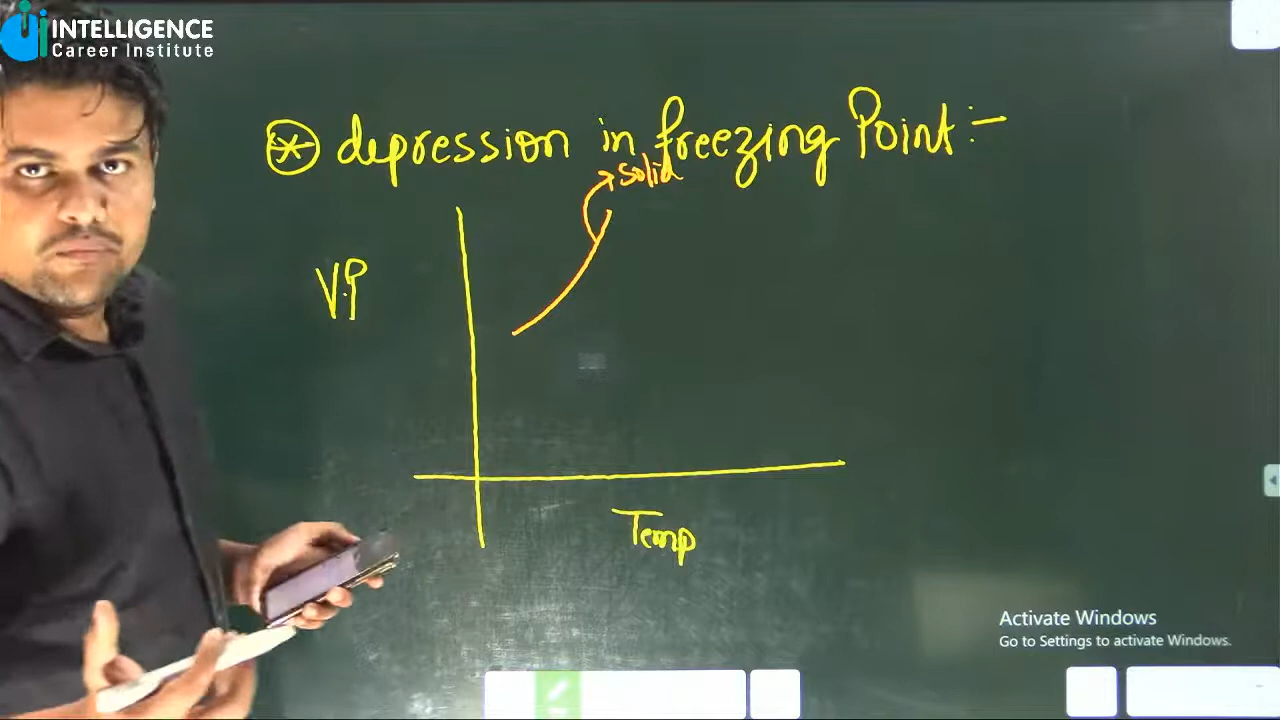 INTELLIGENCE
Career Institute
⊛ depression in freezing Point :-
solid
V.P
Temp
Activate Windows
Go to Settings to activate Windows.